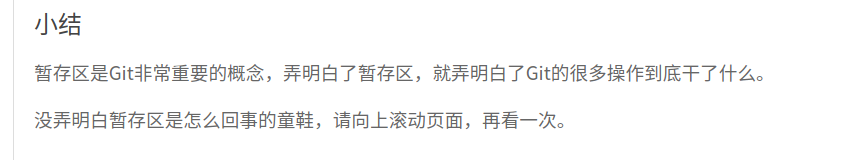 小结
暂存区是Git非常重要的概念，弄明白了暂存区，就弄明白了Git的很多操作到底干了什么。
没弄明白暂存区是怎么回事的童鞋，请向上滚动页面，再看一次。